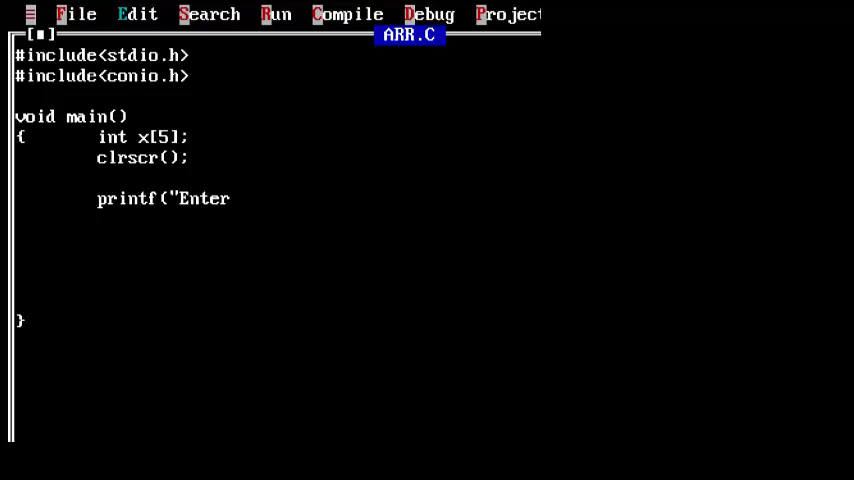 ≡ File Edit Search Run Compile Debug Project
[■] ARR.C
#include<stdio.h>
#include<conio.h>
void main()
{ int x[5];
clrscr();
printf("Enter
}